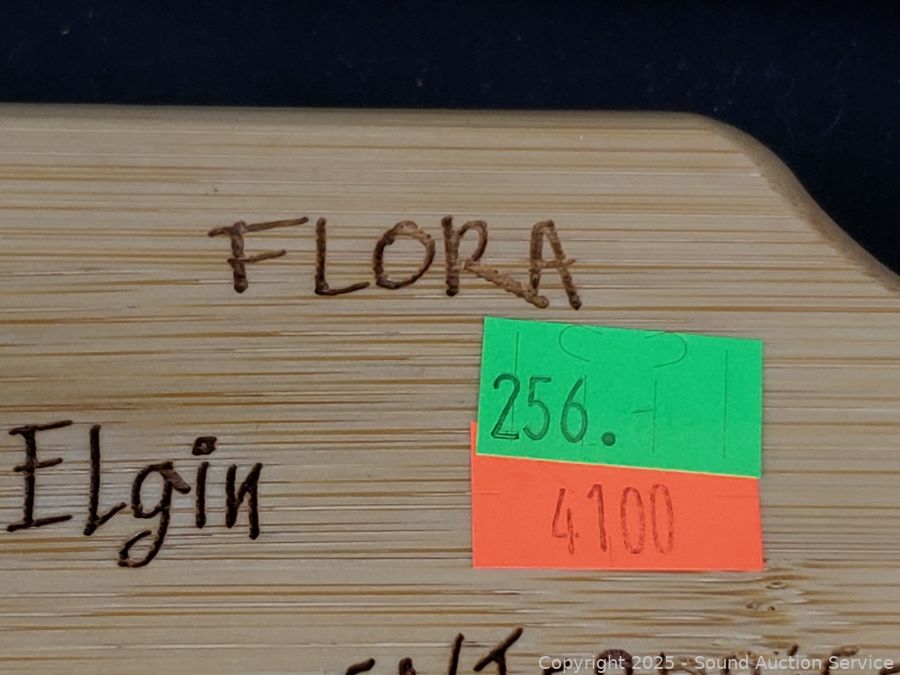 FLORA
256.
Elgin
4100
Copyright 2025 - Sound Auction Service